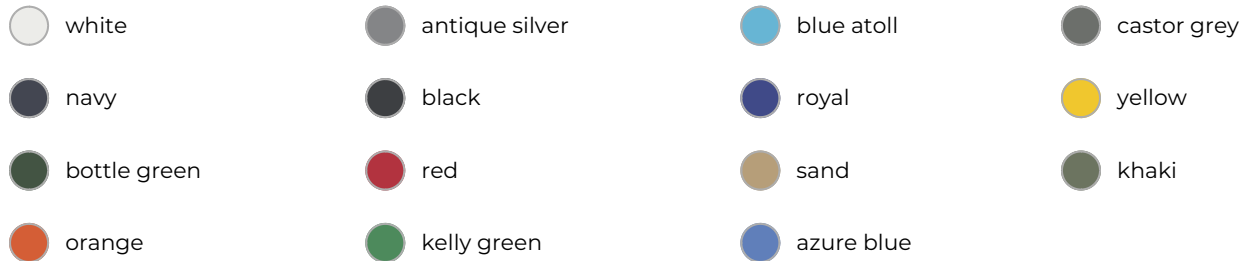 white
antique silver
blue atoll
castor grey
navy
black
royal
yellow
bottle green
red
sand
khaki
orange
kelly green
azure blue